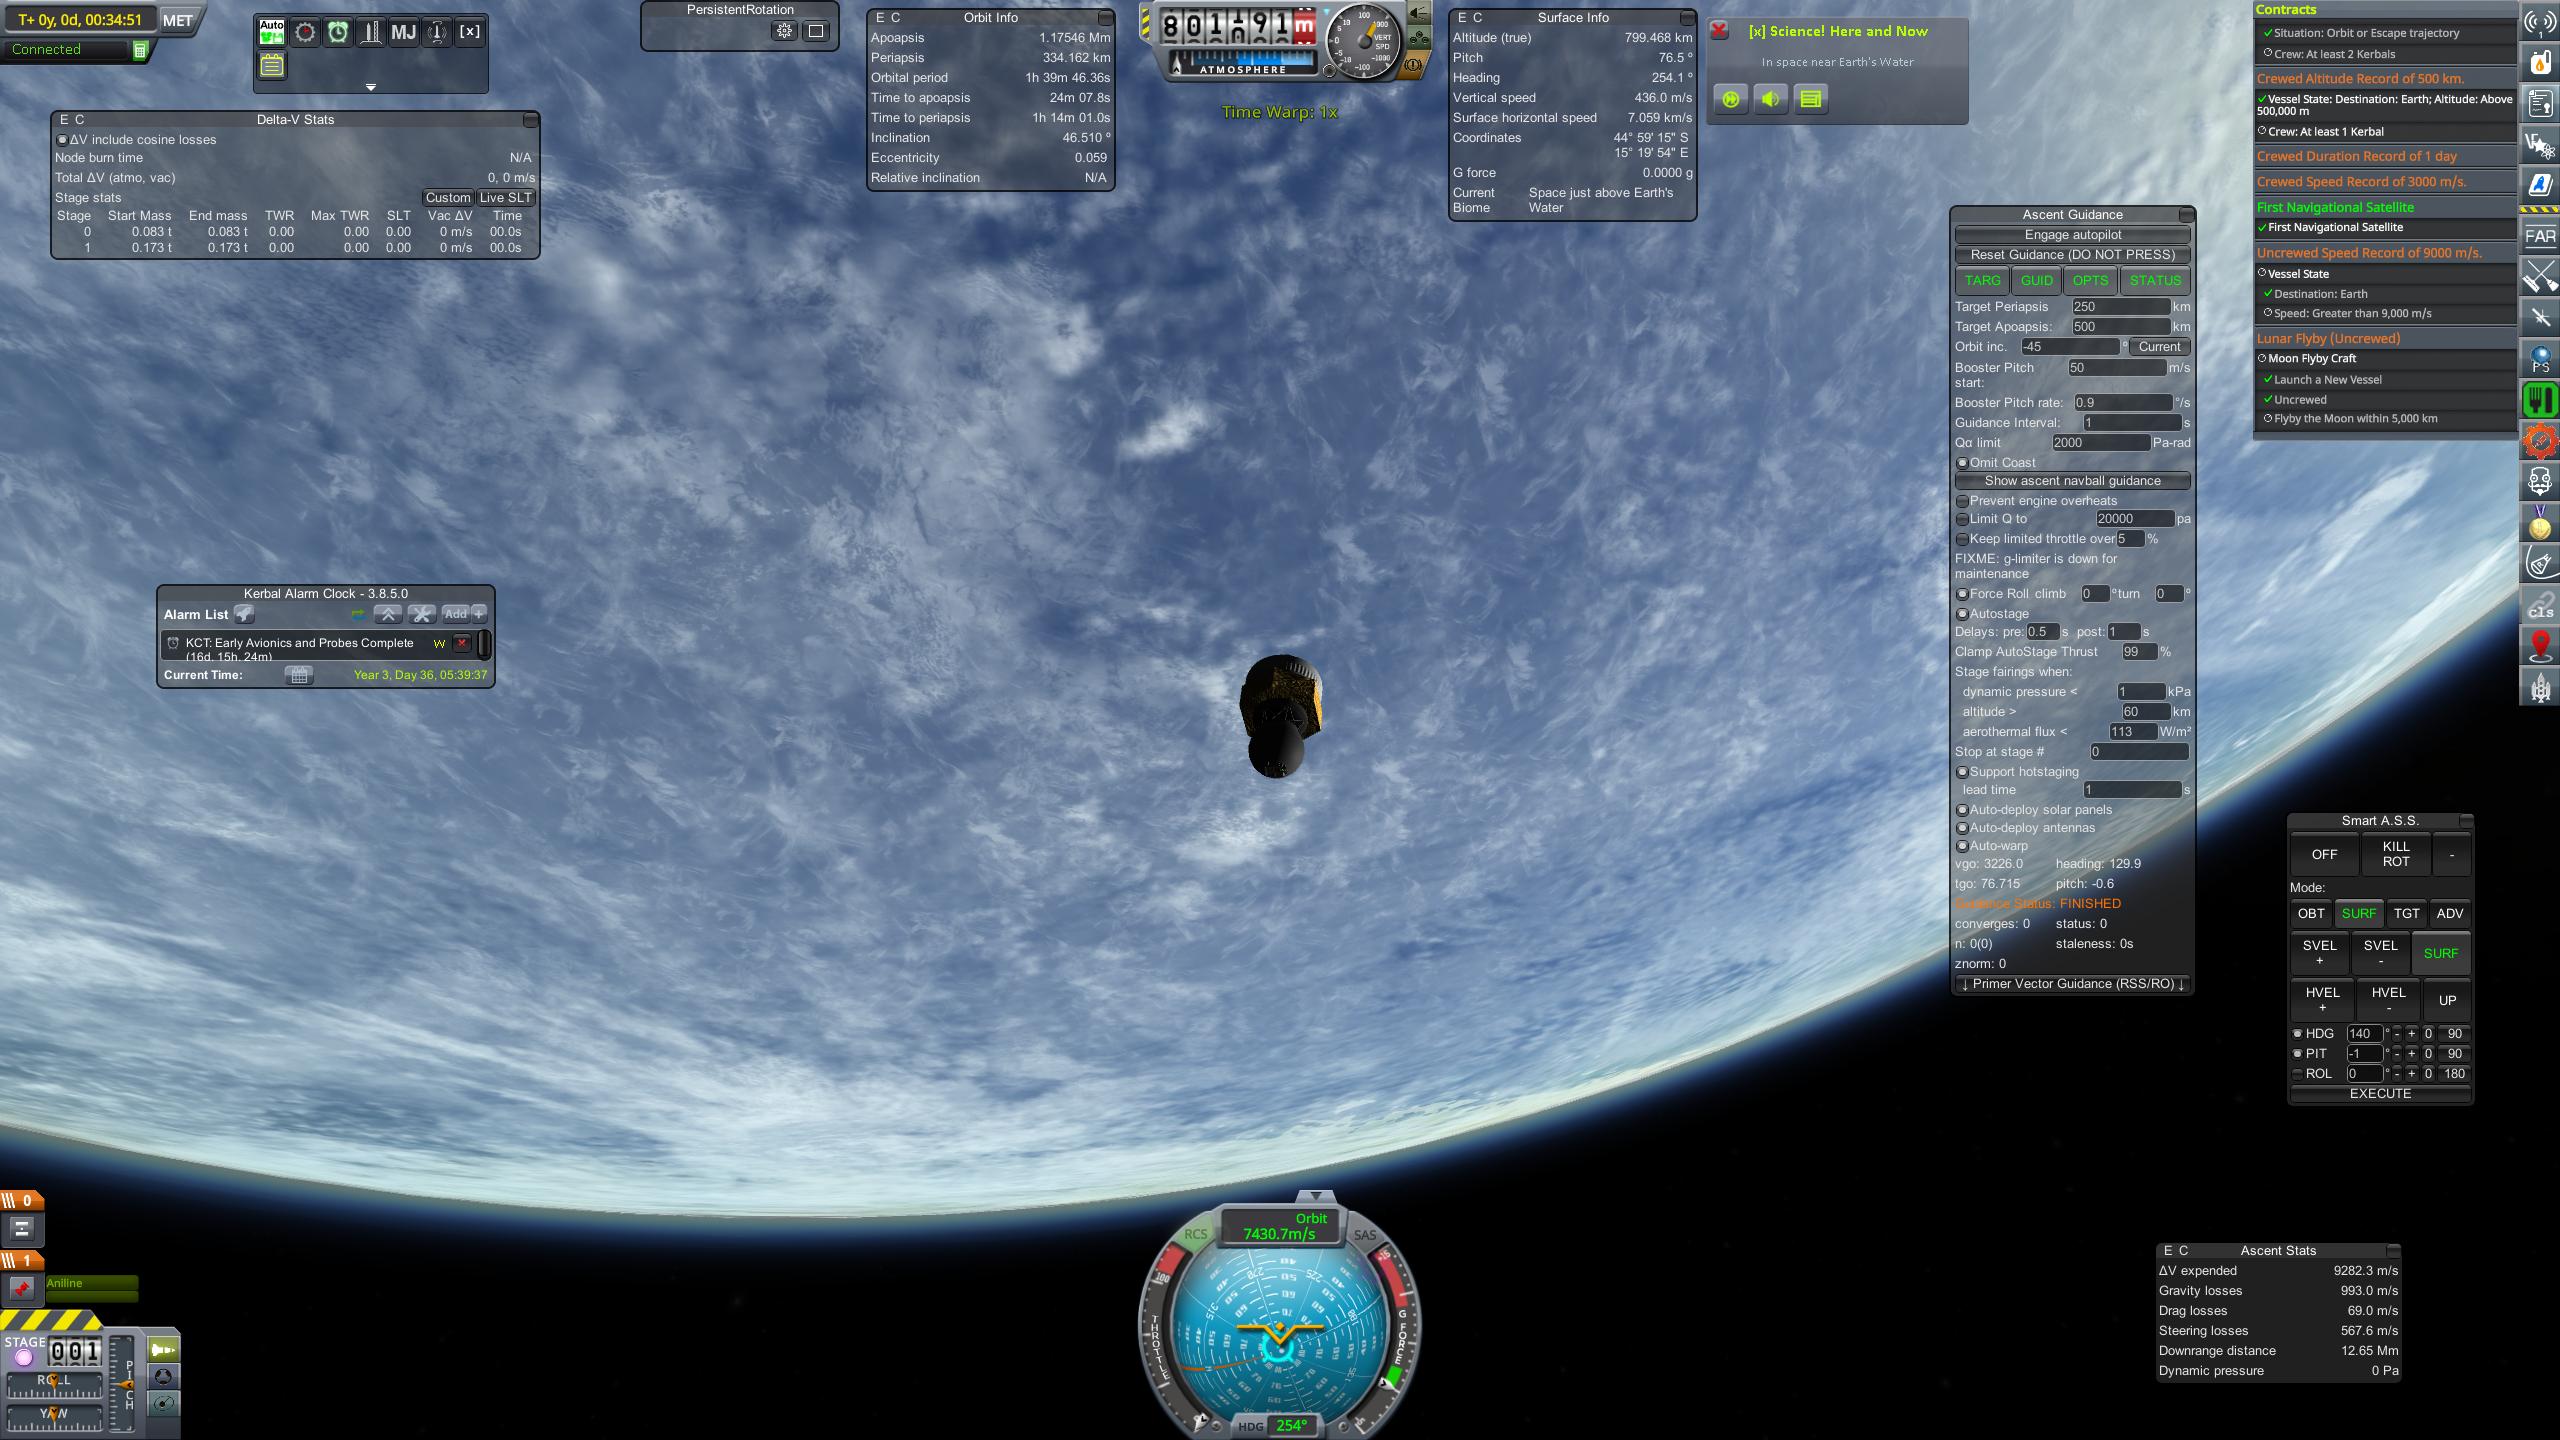 T+ 0y, 0d, 00:34:51 MET
Connected
Auto MJ [x]
PersistentRotation
E C Orbit Info
Apoapsis 1.17546 Mm
Periapsis 334.162 km
Orbital period 1h 39m 46.36s
Time to apoapsis 24m 07.8s
Time to periapsis 1h 14m 01.0s
Inclination 46.510 º
Eccentricity 0.059
Relative inclination N/A
ATMOSPHERE
VERT SPD
Time Warp: 1x
E C Surface Info
Altitude (true) 799.468 km
Pitch 76.5 º
Heading 254.1 º
Vertical speed 436.0 m/s
Surface horizontal speed 7.059 km/s
Coordinates 44° 59' 15" S
15° 19' 54" E
G force 0.0000 g
Current Biome Space just above Earth's Water
[x] Science! Here and Now
In space near Earth's Water
Contracts
Situation: Orbit or Escape trajectory
Crew: At least 2 Kerbals
Crewed Altitude Record of 500 km.
Vessel State: Destination: Earth; Altitude: Above 500,000 m
Crew: At least 1 Kerbal
Crewed Duration Record of 1 day
Crewed Speed Record of 3000 m/s.
First Navigational Satellite
First Navigational Satellite
Uncrewed Speed Record of 9000 m/s.
Vessel State
Destination: Earth
Speed: Greater than 9,000 m/s
Lunar Flyby (Uncrewed)
Moon Flyby Craft
Launch a New Vessel
Uncrewed
Flyby the Moon within 5,000 km
FAR
PS
cls
E C Delta-V Stats
ΔV include cosine losses
Node burn time N/A
Total ΔV (atmo, vac) 0, 0 m/s
Stage stats Custom Live SLT
Stage Start Mass End mass TWR Max TWR SLT Vac ΔV Time
0 0.083 t 0.083 t 0.00 0.00 0.00 0 m/s 00.0s
1 0.173 t 0.173 t 0.00 0.00 0.00 0 m/s 00.0s
Kerbal Alarm Clock - 3.8.5.0
Alarm List Add +
KCT: Early Avionics and Probes Complete W
(16d, 15h, 24m)
Current Time: Year 3, Day 36, 05:39:37
Ascent Guidance
Engage autopilot
Reset Guidance (DO NOT PRESS)
TARG GUID OPTS STATUS
Target Periapsis 250 km
Target Apoapsis: 500 km
Orbit inc. -45 º Current
Booster Pitch start: 50 m/s
Booster Pitch rate: 0.9 °/s
Guidance Interval: 1 s
Qα limit 2000 Pa-rad
Omit Coast
Show ascent navball guidance
Prevent engine overheats
Limit Q to 20000 pa
Keep limited throttle over 5 %
FIXME: g-limiter is down for maintenance
Force Roll climb 0 º turn 0 º
Autostage
Delays: pre: 0.5 s post: 1 s
Clamp AutoStage Thrust 99 %
Stage fairings when:
dynamic pressure < 1 kPa
altitude > 60 km
aerothermal flux < 113 W/m²
Stop at stage # 0
Support hotstaging
lead time 1 s
Auto-deploy solar panels
Auto-deploy antennas
Auto-warp
vgo: 3226.0 heading: 129.9
tgo: 76.715 pitch: -0.6
Guidance Status: FINISHED
converges: 0 status: 0
n: 0(0) staleness: 0s
znorm: 0
↓ Primer Vector Guidance (RSS/RO) ↓
Smart A.S.S.
OFF KILL ROT -
Mode:
OBT SURF TGT ADV
SVEL + SVEL - SURF
HVEL + HVEL - UP
HDG 140 ° - + 0 90
PIT -1 ° - + 0 90
ROL 0 ° - + 0 180
EXECUTE
0
1
Aniline
STAGE 001
ROLL
YAW
PITCH
RCS Orbit SAS
7430.7m/s
THROTTLE
G FORCE
HDG 254°
E C Ascent Stats
ΔV expended 9282.3 m/s
Gravity losses 993.0 m/s
Drag losses 69.0 m/s
Steering losses 567.6 m/s
Downrange distance 12.65 Mm
Dynamic pressure 0 Pa